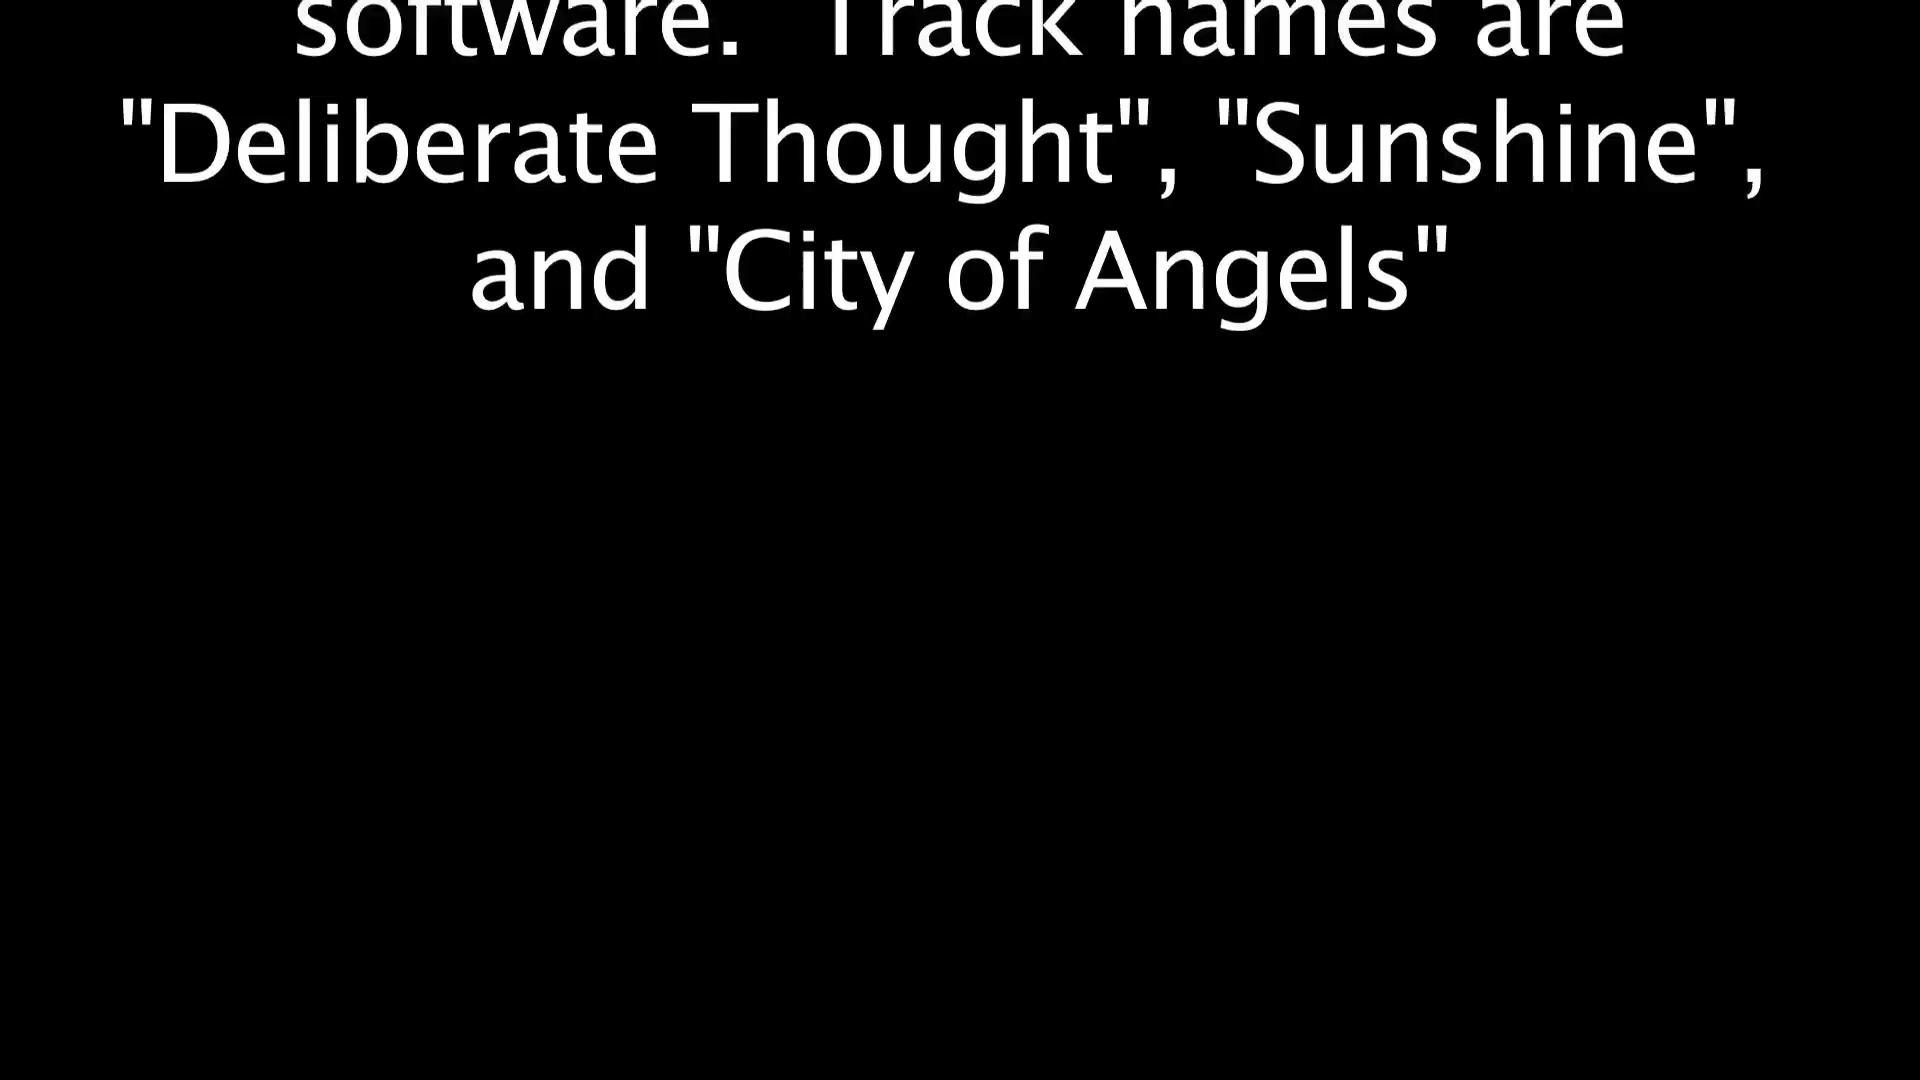 software.  Track names are
"Deliberate Thought", "Sunshine",
and "City of Angels"